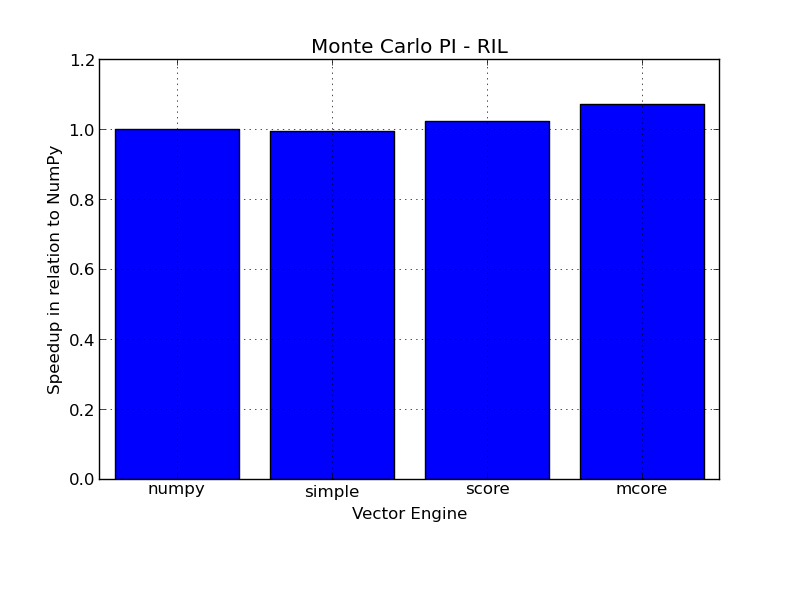 Monte Carlo PI - RIL
Speedup in relation to NumPy
1.2
1.0
0.8
0.6
0.4
0.2
0.0
numpy simple score mcore
Vector Engine